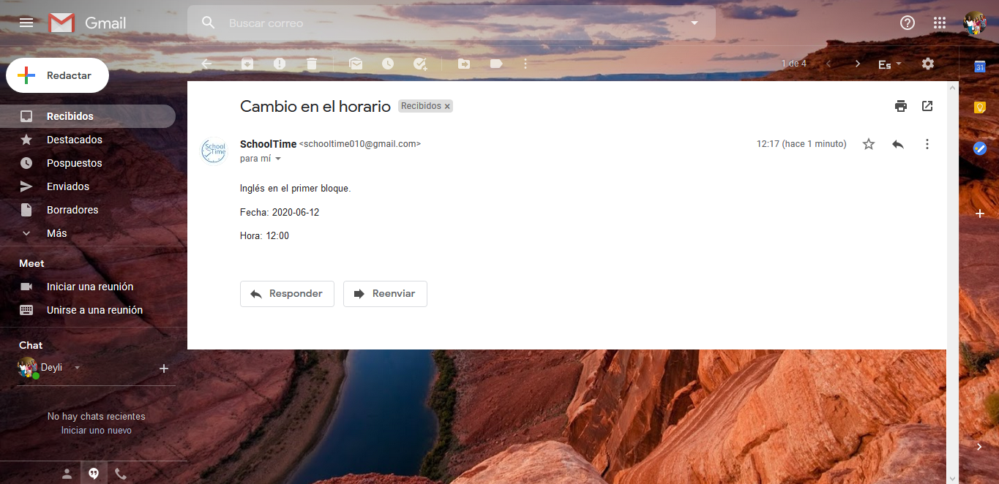 Gmail
Buscar correo
Redactar
1 de 4
Es
31
Recibidos
Destacados
Pospuestos
Enviados
Borradores
Más
Meet
Iniciar una reunión
Unirse a una reunión
Chat
Deyli
No hay chats recientes
Iniciar uno nuevo
Cambio en el horario Recibidos x
School Time
SchoolTime <schooltime010@gmail.com> 12:17 (hace 1 minuto)
para mí
Inglés en el primer bloque.
Fecha: 2020-06-12
Hora: 12:00
Responder Reenviar